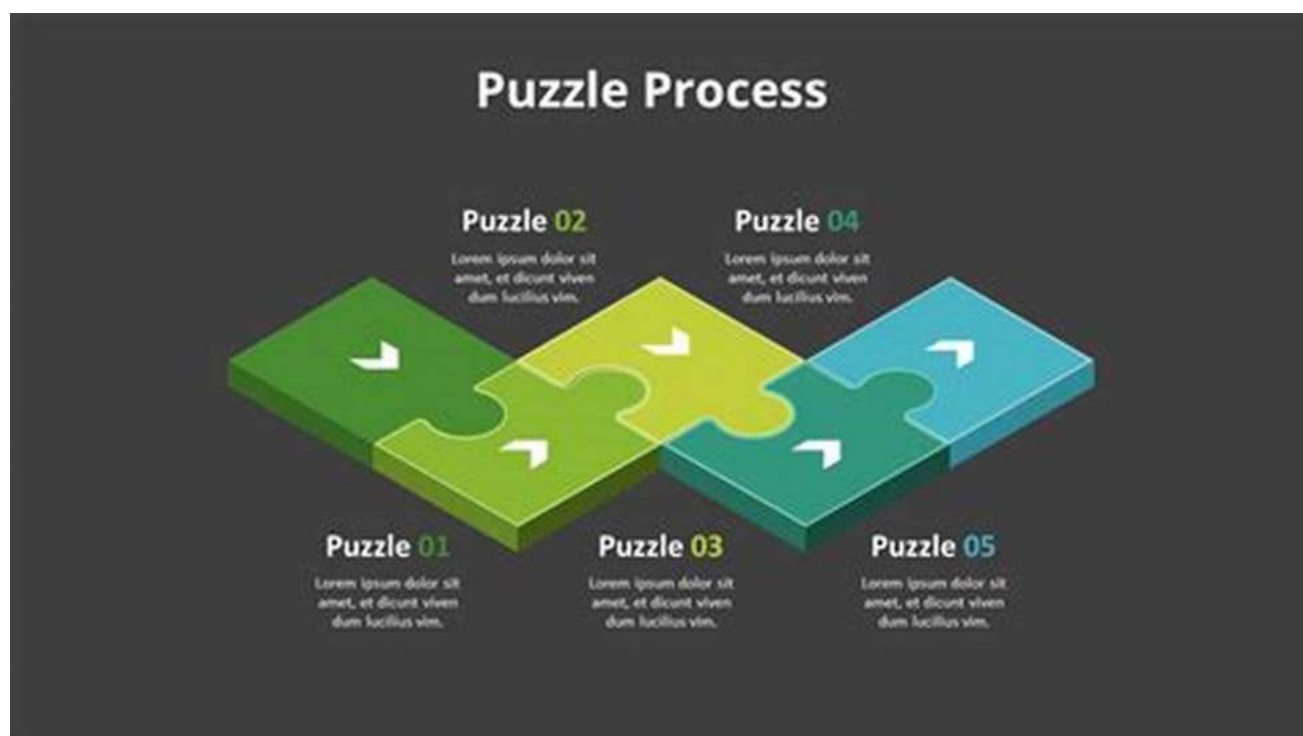 Puzzle Process
Puzzle 02
Lorem ipsum dolor sit
amet, et dicunt viven
dum lucilius vim.
Puzzle 04
Lorem ipsum dolor sit
amet, et dicunt viven
dum lucilius vim.
Puzzle 01
Lorem ipsum dolor sit
amet, et dicunt viven
dum lucilius vim.
Puzzle 03
Lorem ipsum dolor sit
amet, et dicunt viven
dum lucilius vim.
Puzzle 05
Lorem ipsum dolor sit
amet, et dicunt viven
dum lucilius vim.